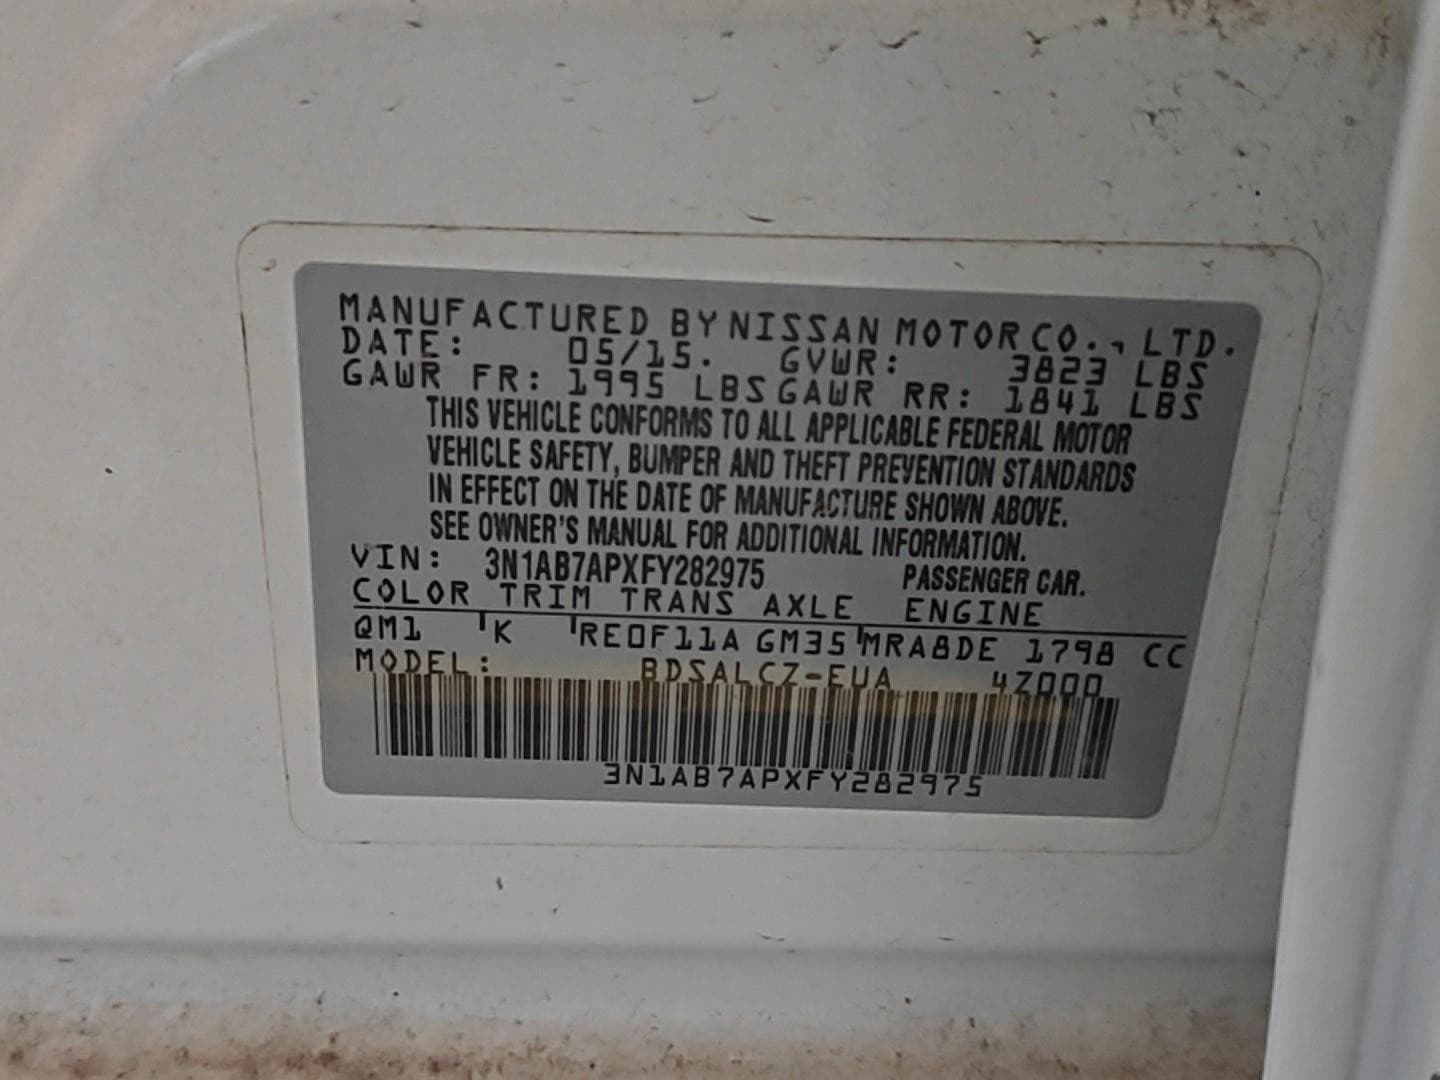 MANUFACTURED BY NISSAN MOTOR CO., LTD.
DATE: 05/15. GVWR: 3823 LBS
GAWR FR: 1995 LBS GAWR RR: 1841 LBS
THIS VEHICLE CONFORMS TO ALL APPLICABLE FEDERAL MOTOR
VEHICLE SAFETY, BUMPER AND THEFT PREVENTION STANDARDS
IN EFFECT ON THE DATE OF MANUFACTURE SHOWN ABOVE.
SEE OWNER'S MANUAL FOR ADDITIONAL INFORMATION.
VIN: 3N1AB7APXFY282975 PASSENGER CAR.
COLOR TRIM TRANS AXLE ENGINE
QM1 K RE0F11A GM35 MRA8DE 1798 CC
MODEL: BDSALCZ-EUA 4Z000
3N1AB7APXFY282975